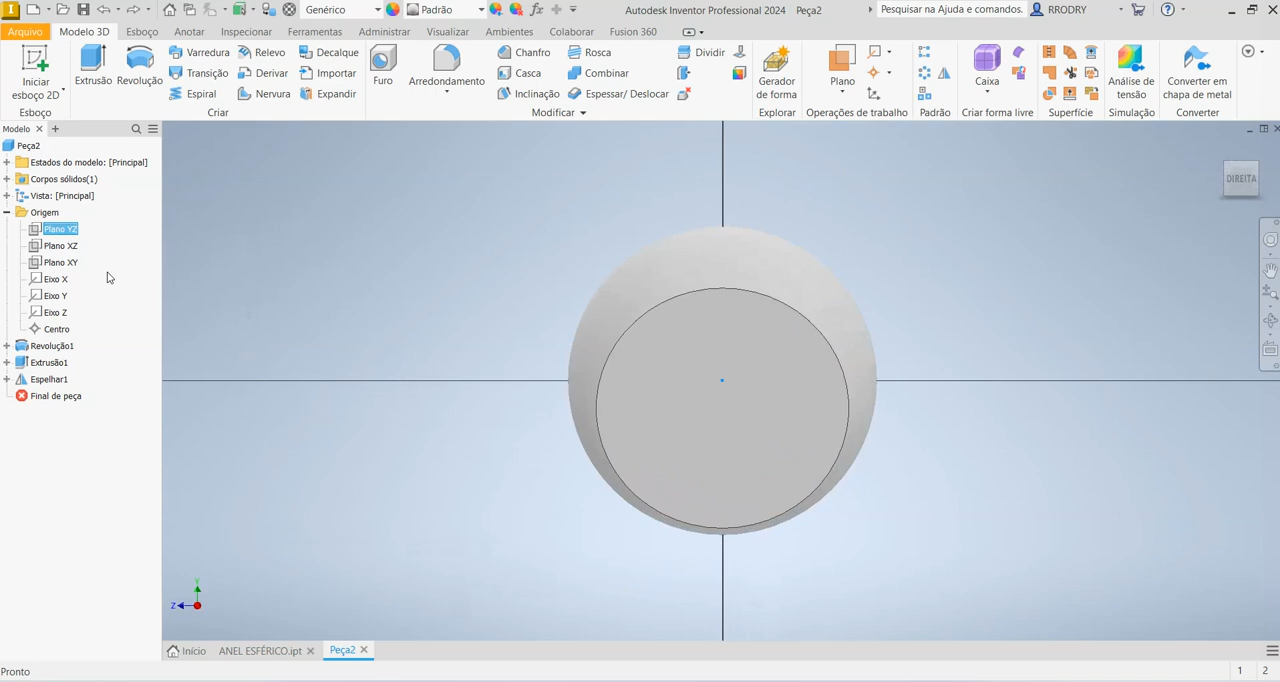 Genérico
Padrão
Autodesk Inventor Professional 2024 Peça2
Pesquisar na Ajuda e comandos.
RRODRY
Arquivo Modelo 3D Esboço Anotar Inspecionar Ferramentas Administrar Visualizar Ambientes Colaborar Fusion 360
Iniciar
esboço 2D
Esboço
Extrusão
Revolução
Varredura
Relevo
Decalque
Transição
Derivar
Importar
Espiral
Nervura
Expandir
Criar
Furo
Arredondamento
Chanfro
Rosca
Dividir
Casca
Combinar
Inclinação
Espessar/ Deslocar
Modificar
Gerador
de forma
Explorar
Plano
Operações de trabalho
Padrão
Caixa
Criar forma livre
Superfície
Análise de
tensão
Simulação
Converter em
chapa de metal
Converter
Modelo
Peça2
Estados do modelo: [Principal]
Corpos sólidos(1)
Vista: [Principal]
Origem
Plano YZ
Plano XZ
Plano XY
Eixo X
Eixo Y
Eixo Z
Centro
Revolução1
Extrusão1
Espelhar1
Final de peça
DIREITA
Y
Z
Início ANEL ESFÉRICO.ipt Peça2
Pronto
1 2